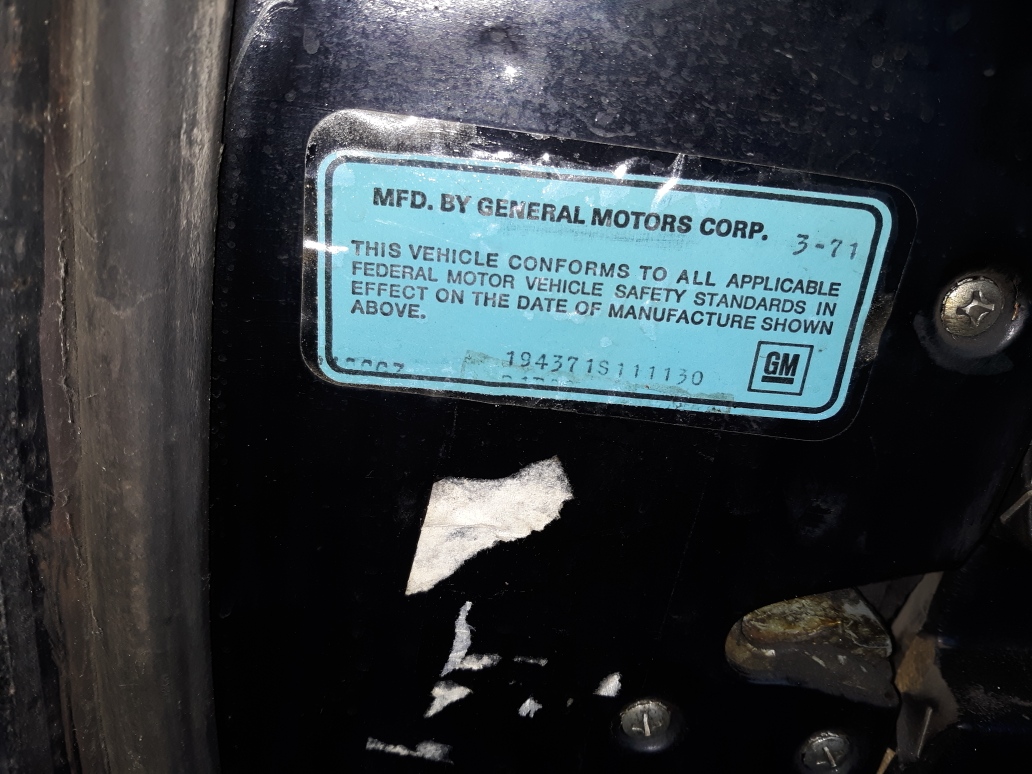 MFD. BY GENERAL MOTORS CORP.
3-71
THIS VEHICLE CONFORMS TO ALL APPLICABLE
FEDERAL MOTOR VEHICLE SAFETY STANDARDS IN
EFFECT ON THE DATE OF MANUFACTURE SHOWN
ABOVE.
194371S111130
GM